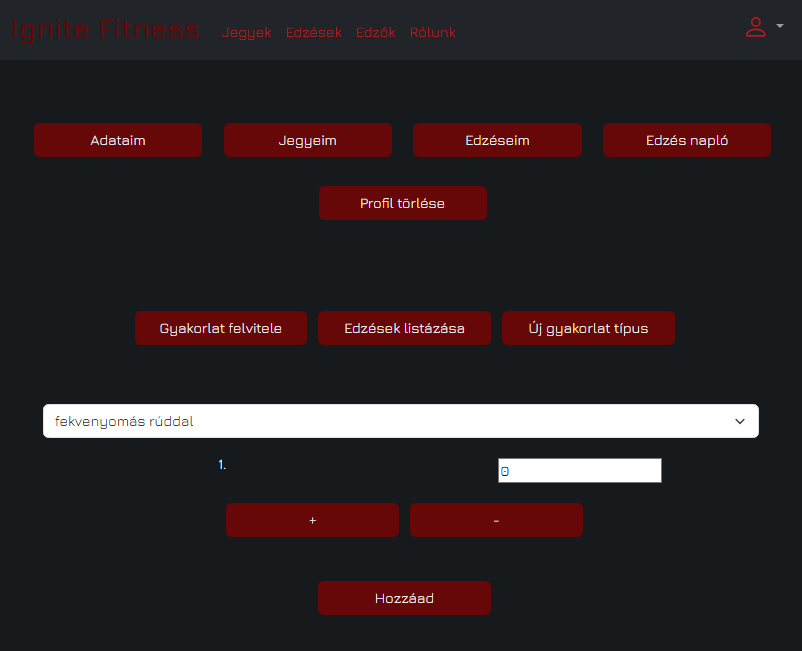 Ignite Fitness Jegyek Edzések Edzők Rólunk
Adataim Jegyeim Edzéseim Edzés napló
Profil törlése
Gyakorlat felvitele Edzések listázása Új gyakorlat típus
fekvenyomás rúddal
1. 0
+ -
Hozzáad